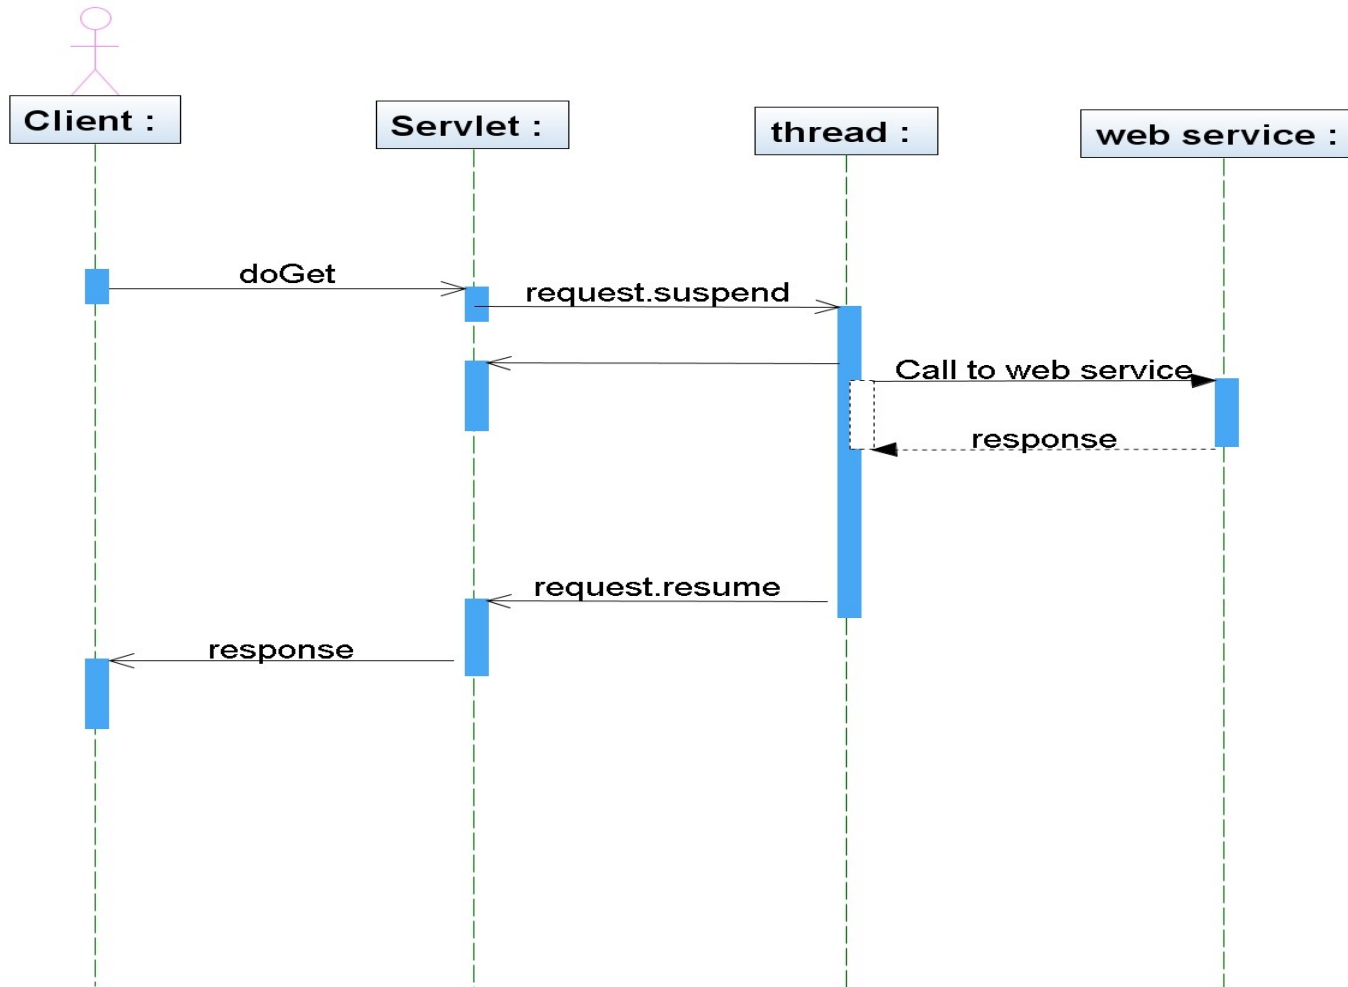 Client :
Servlet :
thread :
web service :
doGet
request.suspend
Call to web service
response
request.resume
response